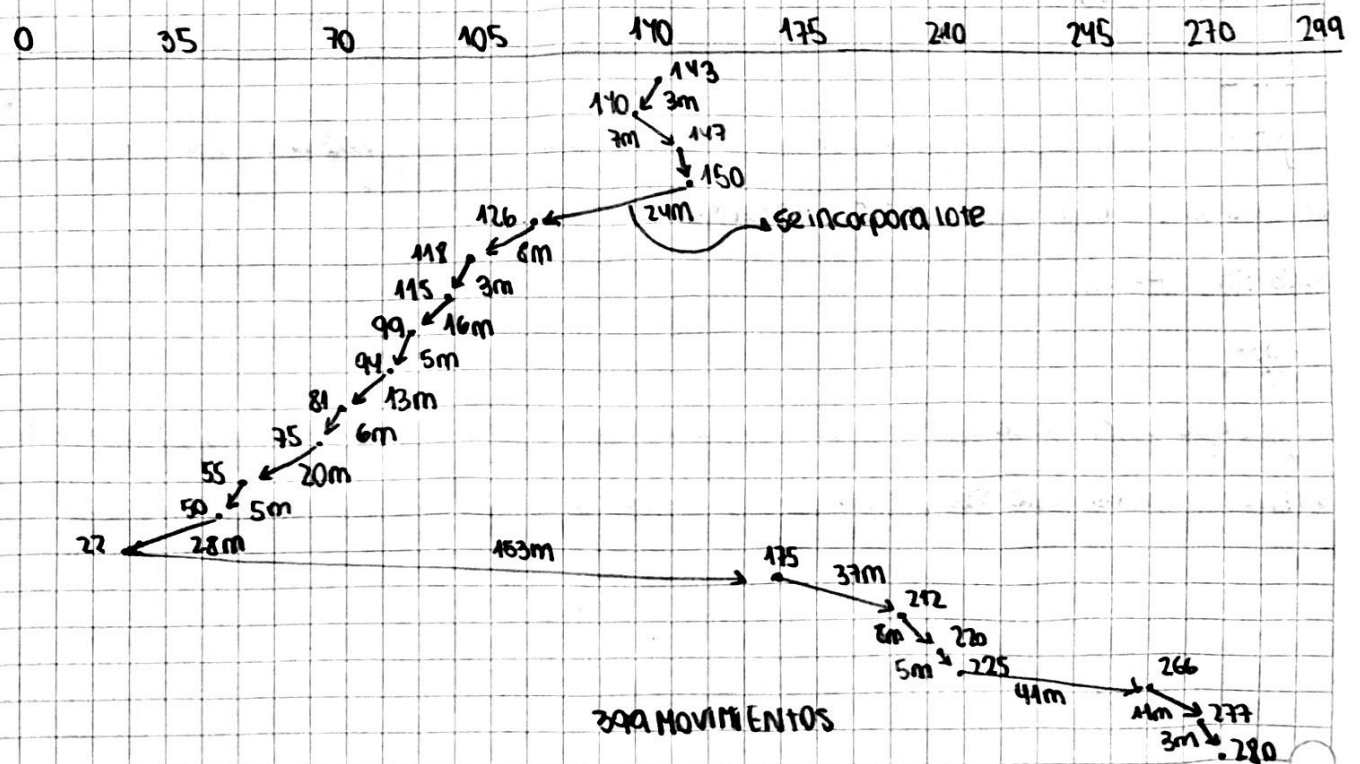 0 35 70 105 140 175 210 245 270 299
143
140 3m
7m 147
150
126 24m se incorpora lote
118 8m
115 3m
99 16m
94 5m
81 13m
75 6m
55 20m
50 5m
22 28m 153m 175 37m
212
8m 220
5m 225 266
41m
11m 277
399 MOVIMIENTOS
3m 280